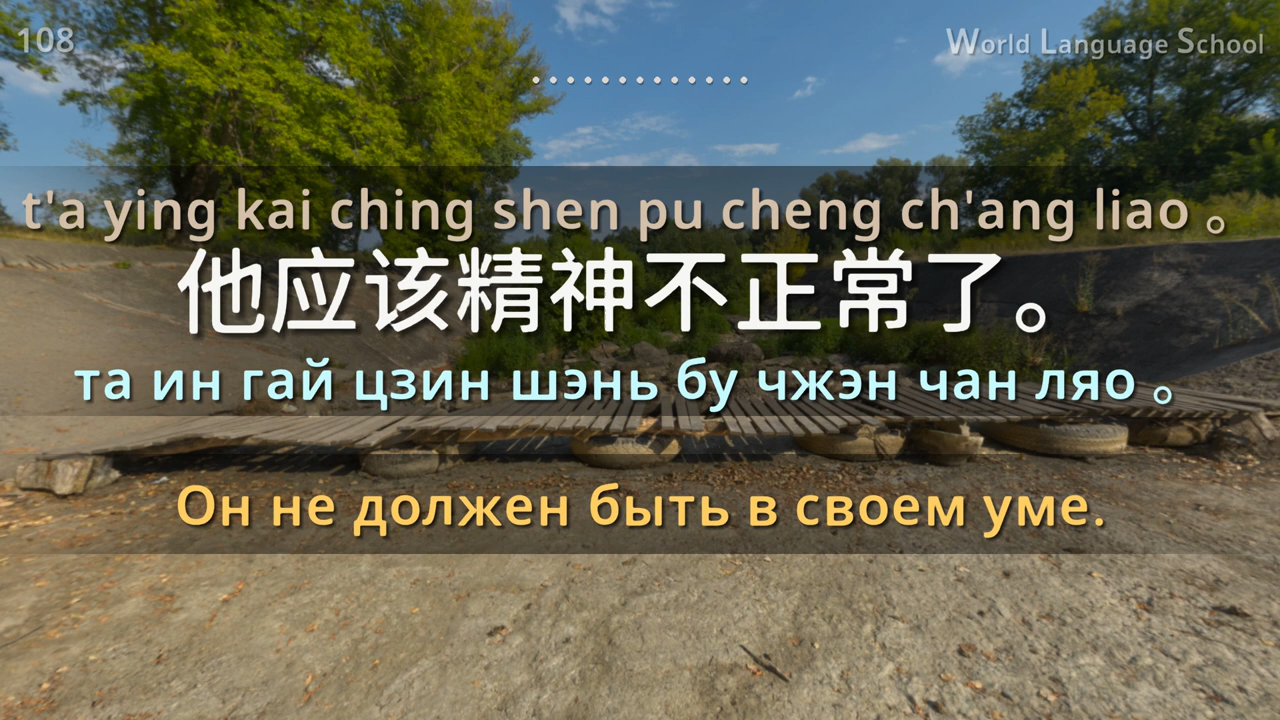 108
World Language School
t'a ying kai ching shen pu cheng ch'ang liao 。
他应该精神不正常了。
та ин гай цзин шэнь бу чжэн чан ляо 。
Он не должен быть в своем уме.